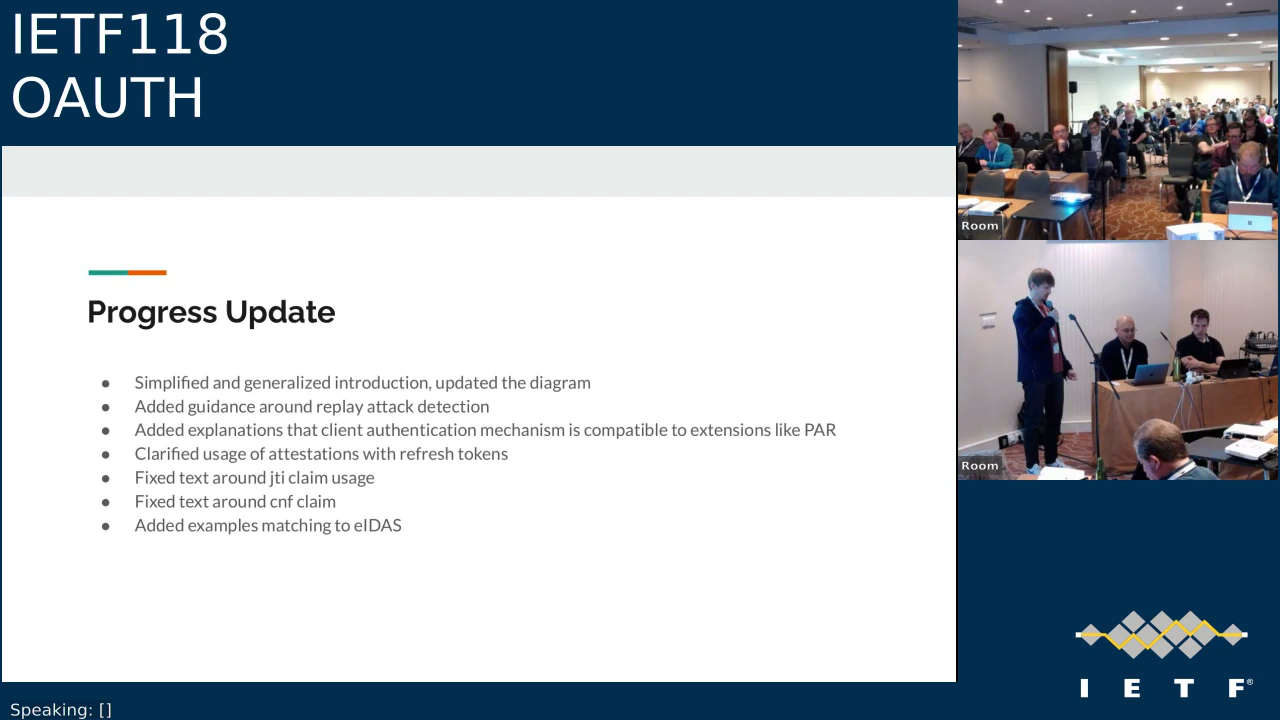 IETF118
OAUTH
Progress Update
● Simplified and generalized introduction, updated the diagram
● Added guidance around replay attack detection
● Added explanations that client authentication mechanism is compatible to extensions like PAR
● Clarified usage of attestations with refresh tokens
● Fixed text around jti claim usage
● Fixed text around cnf claim
● Added examples matching to eIDAS
Room
Room
I E T F®
Speaking: []